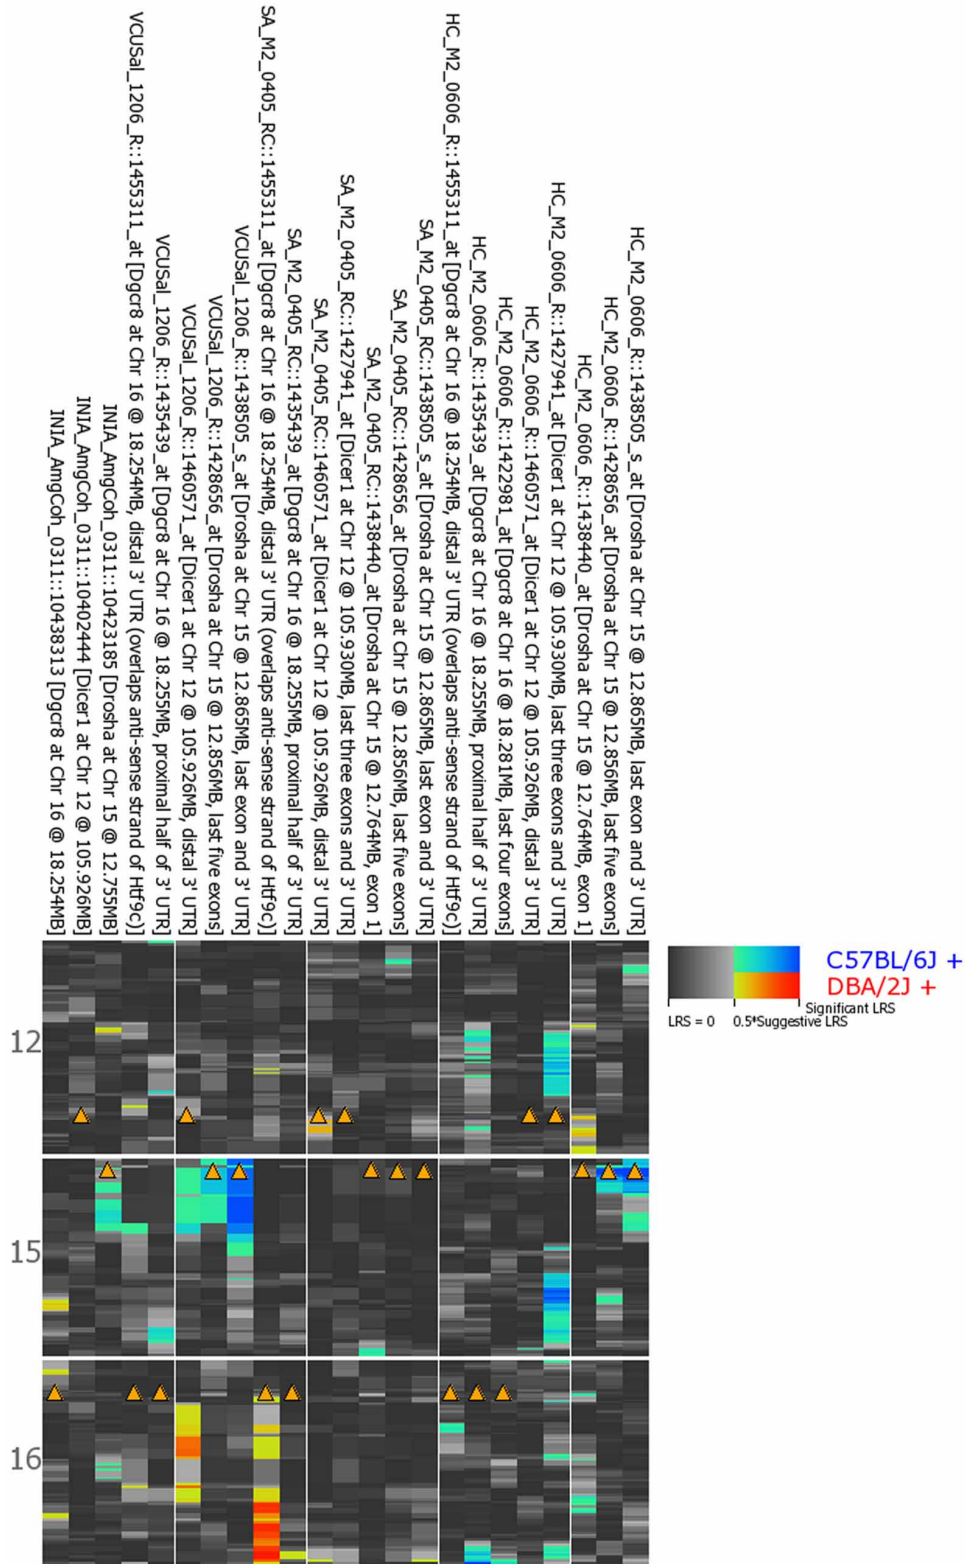 VCUSal_1206_R::1455311_at [Dgcr8 at Chr 16 @ 18.254MB, distal 3' UTR (overlaps anti-sense strand of Htf9c)]
SA_M2_0405_RC::1455311_at [Dgcr8 at Chr 16 @ 18.254MB, distal 3' UTR (overlaps anti-sense strand of Htf9c)]
HC_M2_0606_R::1455311_at [Dgcr8 at Chr 16 @ 18.254MB, distal 3' UTR (overlaps anti-sense strand of Htf9c)]
HC_M2_0606_R::1438505_s_at [Drosha at Chr 15 @ 12.865MB, last exon and 3' UTR]
HC_M2_0606_R::1428656_at [Drosha at Chr 15 @ 12.856MB, last five exons]
HC_M2_0606_R::1438440_at [Drosha at Chr 15 @ 12.764MB, exon 1]
HC_M2_0606_R::1427941_at [Dicer1 at Chr 12 @ 105.930MB, last three exons and 3' UTR]
HC_M2_0606_R::1460571_at [Dicer1 at Chr 12 @ 105.926MB, distal 3' UTR]
HC_M2_0606_R::1422981_at [Dgcr8 at Chr 16 @ 18.281MB, last four exons]
HC_M2_0606_R::1435439_at [Dgcr8 at Chr 16 @ 18.255MB, proximal half of 3' UTR]
SA_M2_0405_RC::1438505_s_at [Drosha at Chr 15 @ 12.865MB, last exon and 3' UTR]
SA_M2_0405_RC::1428656_at [Drosha at Chr 15 @ 12.856MB, last five exons]
SA_M2_0405_RC::1438440_at [Drosha at Chr 15 @ 12.764MB, exon 1]
SA_M2_0405_RC::1427941_at [Dicer1 at Chr 12 @ 105.930MB, last three exons and 3' UTR]
SA_M2_0405_RC::1460571_at [Dicer1 at Chr 12 @ 105.926MB, distal 3' UTR]
SA_M2_0405_RC::1435439_at [Dgcr8 at Chr 16 @ 18.255MB, proximal half of 3' UTR]
VCUSal_1206_R::1438505_s_at [Drosha at Chr 15 @ 12.865MB, last exon and 3' UTR]
VCUSal_1206_R::1428656_at [Drosha at Chr 15 @ 12.856MB, last five exons]
VCUSal_1206_R::1460571_at [Dicer1 at Chr 12 @ 105.926MB, distal 3' UTR]
VCUSal_1206_R::1435439_at [Dgcr8 at Chr 16 @ 18.255MB, proximal half of 3' UTR]
INIA_AmgCoh_0311::10423185 [Drosha at Chr 15 @ 12.755MB]
INIA_AmgCoh_0311::10402444 [Dicer1 at Chr 12 @ 105.926MB]
INIA_AmgCoh_0311::10438313 [Dgcr8 at Chr 16 @ 18.254MB]
C57BL/6J +
DBA/2J +
Significant LRS
LRS = 0 0.5*Suggestive LRS
12
15
16